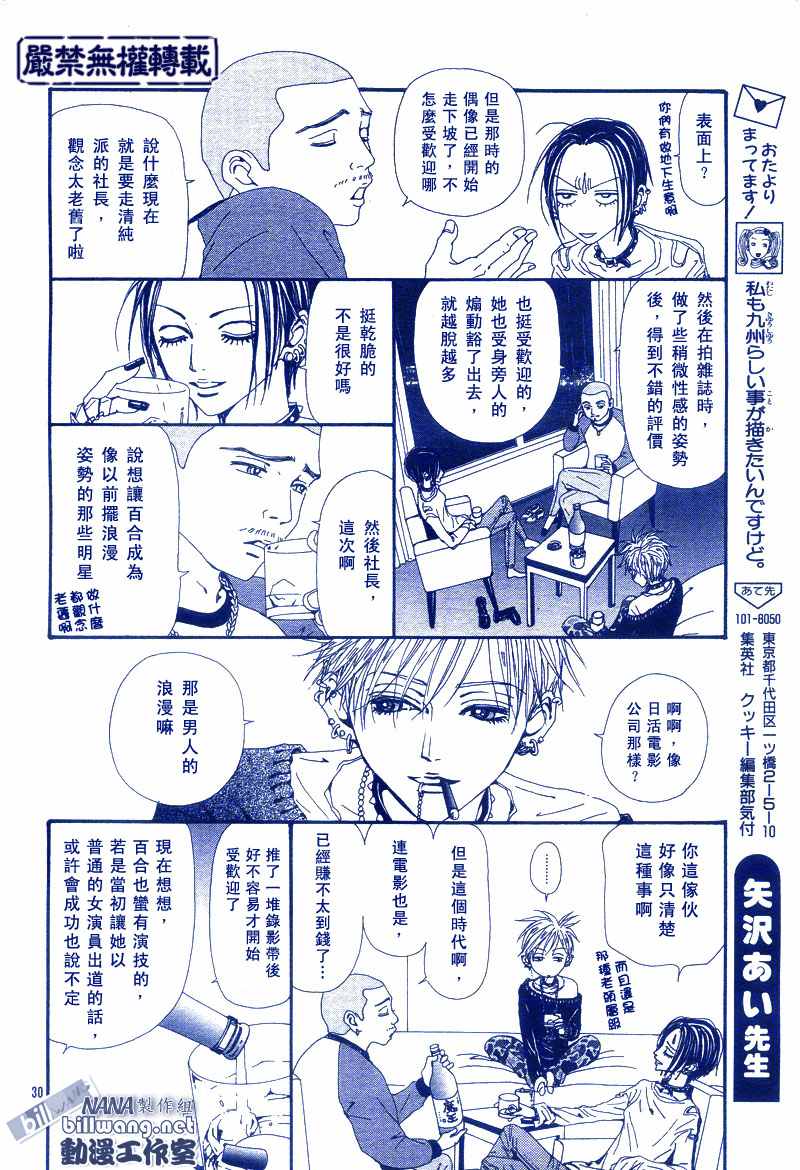 嚴禁無權轉載
表面上？
你們有做地下生意啊
但是那時的
偶像已經開始
走下坡了，不
怎麼受歡迎哪
說什麼現在
就是要走清純
派的社長，
觀念太老舊了啦
然後在拍雜誌時，
做了些稍微性感的姿勢
後，得到不錯的評價
也挺受歡迎的，
她也受身旁人的
煽動豁了出去，
就越脫越多
挺乾脆的
不是很好嗎
然後社長，
這次啊
說想讓百合成為
像以前擺浪漫
姿勢的那些明星
做什麼
都觀念
老舊啊
啊啊，像
日活電影
公司那樣？
那是男人的
浪漫嘛
你這傢伙
好像只清楚
這種事啊
而且還是
那種老頭嗜好
……
但是這個時代啊，
連電影也是，
已經賺不太到錢了…
推了一堆錄影帶後
好不容易才開始
受歡迎了
現在想想，
百合也蠻有演技的，
若是當初讓她以
普通的女演員出道的話，
或許會成功也說不定
魔王
おたより
まってます！
私も九州らしい事が描きたいんですけど。
あて先
101-8050
東京都千代田区一ツ橋2-5-10
集英社 クッキー編集部気付
矢沢あい先生
30
NANA製作組
billwang.net
動漫工作室